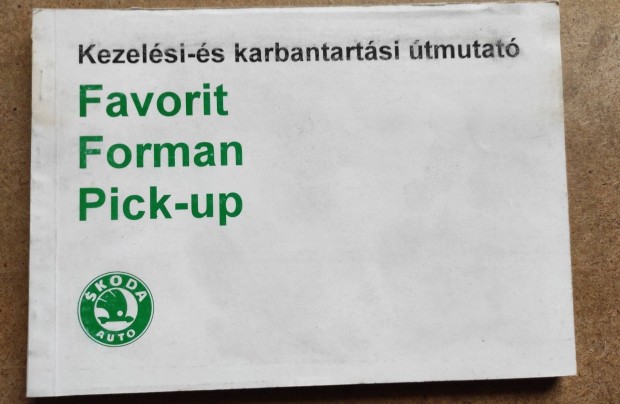 Kezelési-és karbantartási útmutató
Favorit
Forman
Pick-up
ŠKODA
AUTO